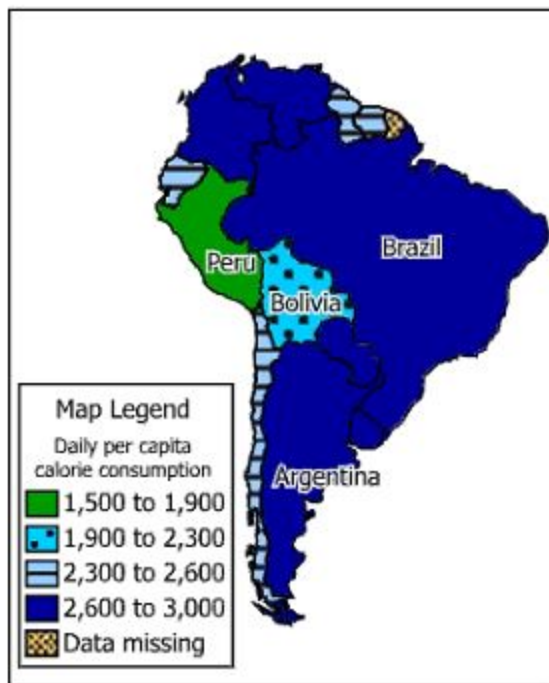 Brazil
Peru
Bolivia
Argentina
Map Legend
Daily per capita
calorie consumption
1,500 to 1,900
1,900 to 2,300
2,300 to 2,600
2,600 to 3,000
Data missing